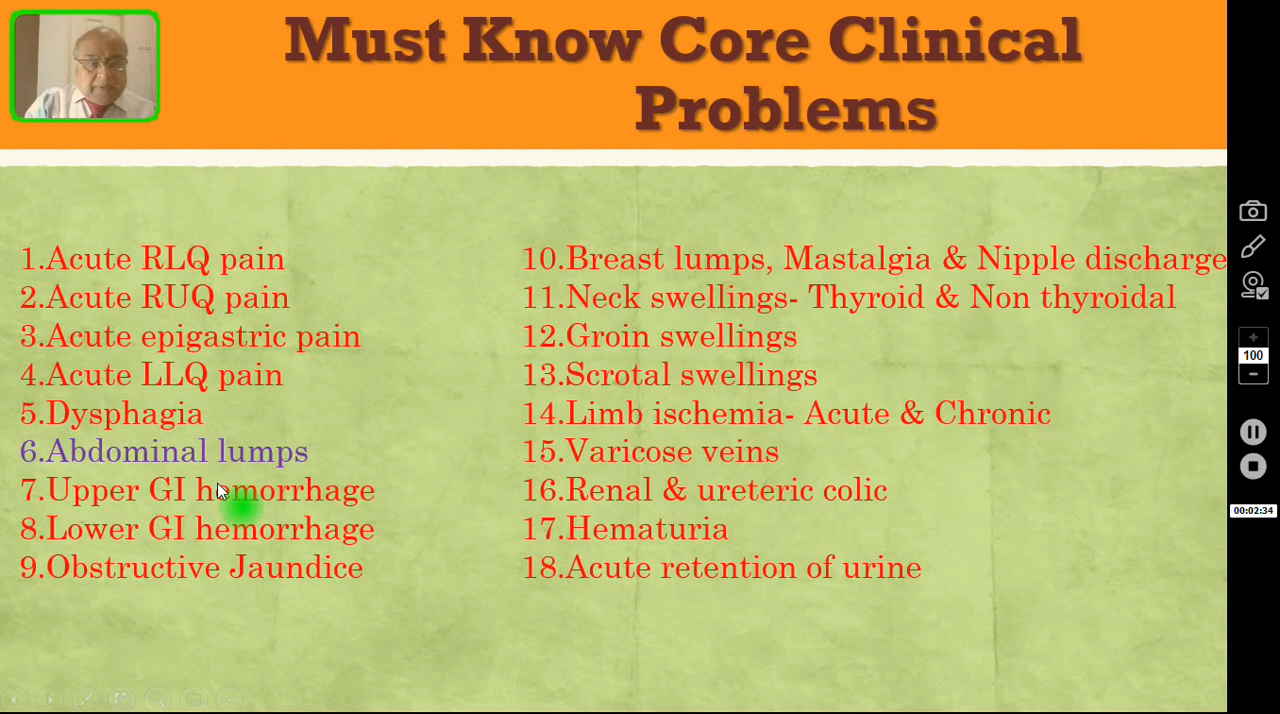 Must Know Core Clinical
Problems
1.Acute RLQ pain
2.Acute RUQ pain
3.Acute epigastric pain
4.Acute LLQ pain
5.Dysphagia
6.Abdominal lumps
7.Upper GI hemorrhage
8.Lower GI hemorrhage
9.Obstructive Jaundice
10.Breast lumps, Mastalgia & Nipple discharge
11.Neck swellings- Thyroid & Non thyroidal
12.Groin swellings
13.Scrotal swellings
14.Limb ischemia- Acute & Chronic
15.Varicose veins
16.Renal & ureteric colic
17.Hematuria
18.Acute retention of urine
100
00:02:34